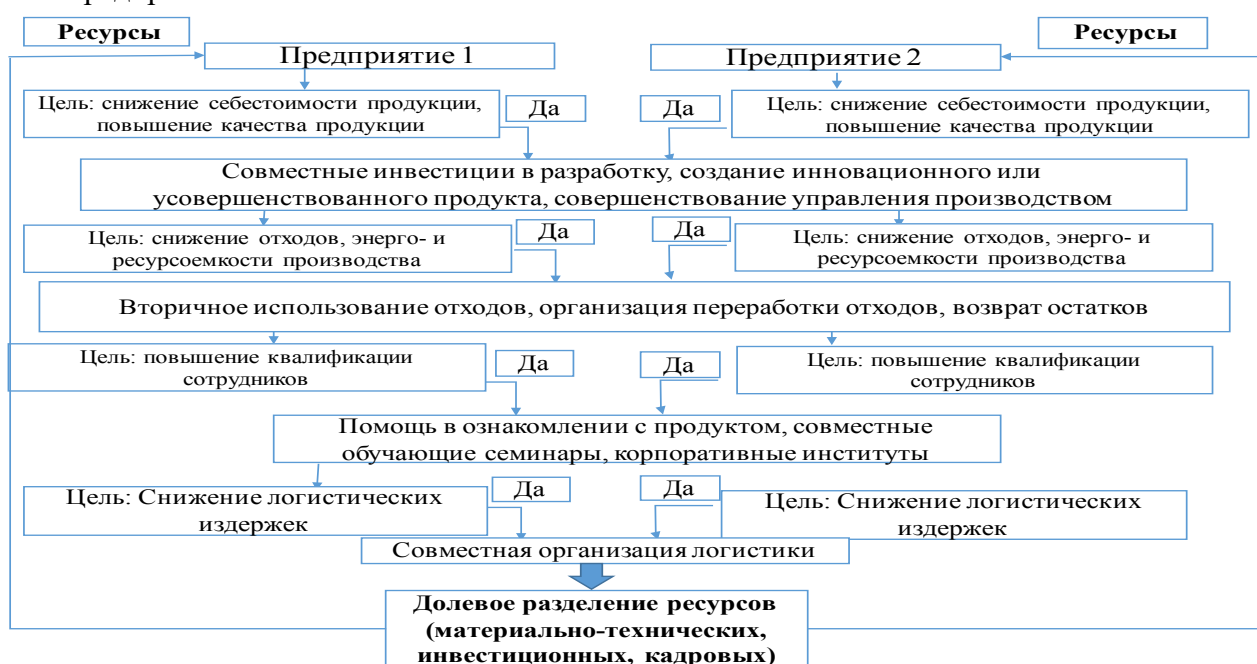 Ресурсы
Ресурсы
Предприятие 1
Предприятие 2
Цель: снижение себестоимости продукции,
повышение качества продукции
Да
Да
Цель: снижение себестоимости продукции,
повышение качества продукции
Совместные инвестиции в разработку, создание инновационного или
усовершенствованного продукта, совершенствование управления производством
Цель: снижение отходов, энерго- и
ресурсоемкости производства
Да
Да
Цель: снижение отходов, энерго- и
ресурсоемкости производства
Вторичное использование отходов, организация переработки отходов, возврат остатков
Цель: повышение квалификации
сотрудников
Да
Да
Цель: повышение квалификации
сотрудников
Помощь в ознакомлении с продуктом, совместные
обучающие семинары, корпоративные институты
Цель: Снижение логистических
издержек
Да
Да
Цель: Снижение логистических
издержек
Совместная организация логистики
Долевое разделение ресурсов
(материально-технических,
инвестиционных, кадровых)